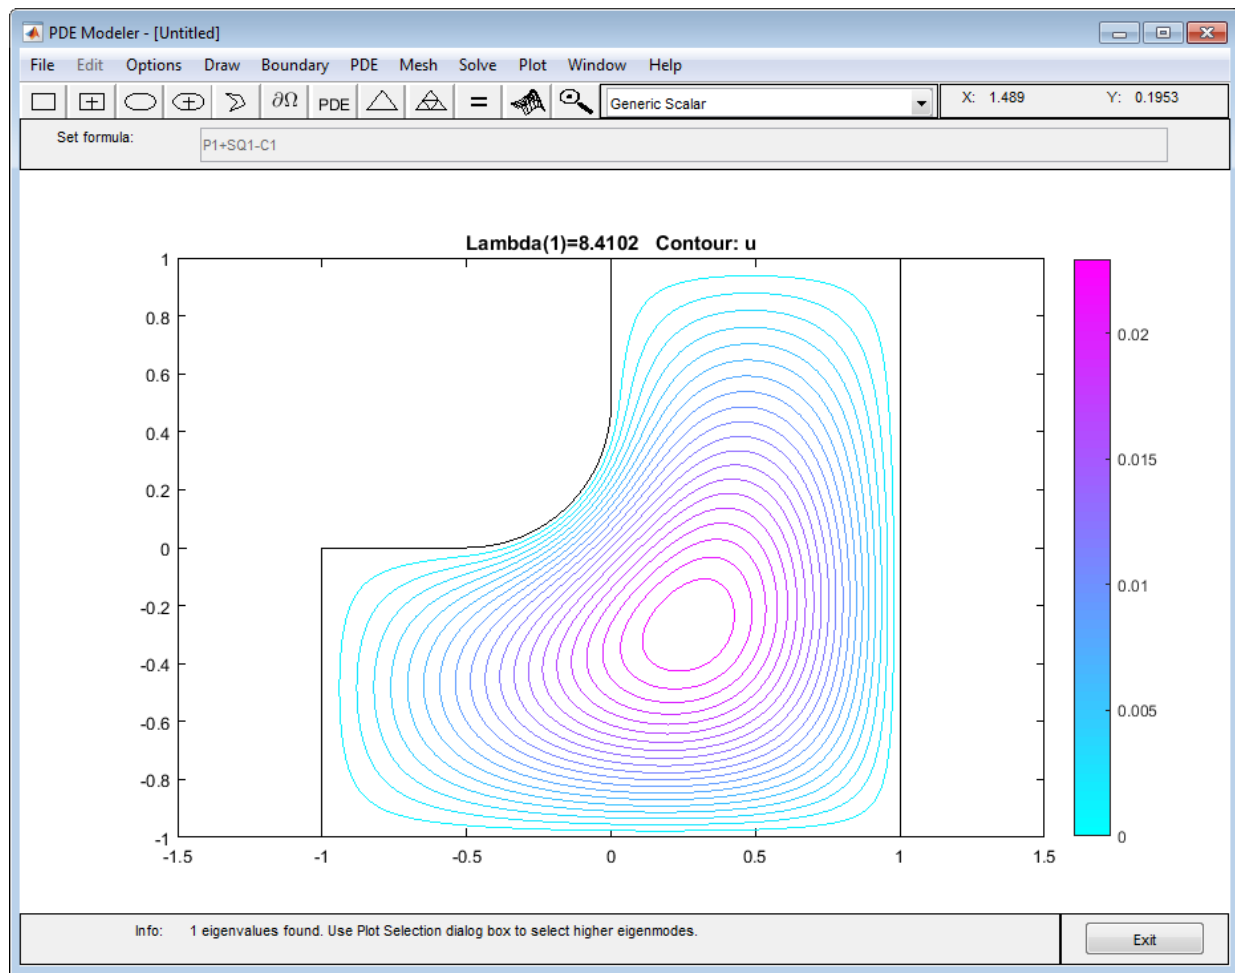 PDE Modeler - [Untitled]
File Edit Options Draw Boundary PDE Mesh Solve Plot Window Help
∂Ω PDE = Generic Scalar X: 1.489 Y: 0.1953
Set formula: P1+SQ1-C1
Lambda(1)=8.4102 Contour: u
1
0.8
0.6
0.4
0.2
0
-0.2
-0.4
-0.6
-0.8
-1
-1.5 -1 -0.5 0 0.5 1 1.5
0.02
0.015
0.01
0.005
0
Info: 1 eigenvalues found. Use Plot Selection dialog box to select higher eigenmodes.
Exit